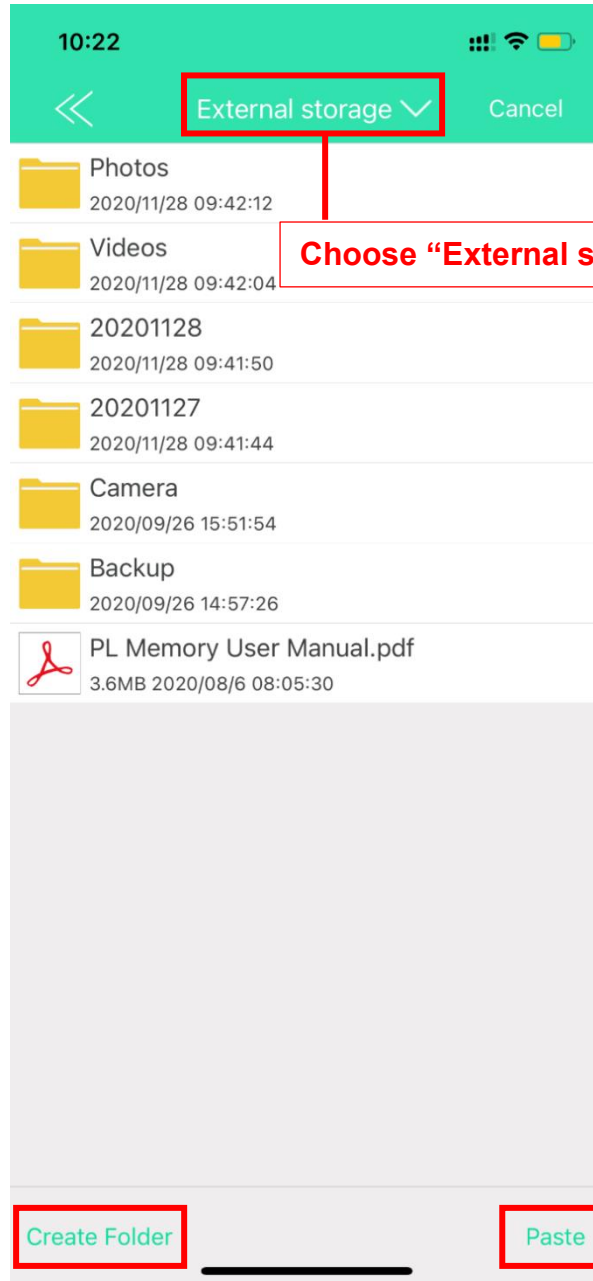 10:22
External storage Cancel
Photos
2020/11/28 09:42:12
Videos
2020/11/28 09:42:04
Choose “External s
20201128
2020/11/28 09:41:50
20201127
2020/11/28 09:41:44
Camera
2020/09/26 15:51:54
Backup
2020/09/26 14:57:26
PL Memory User Manual.pdf
3.6MB 2020/08/6 08:05:30
Create Folder Paste